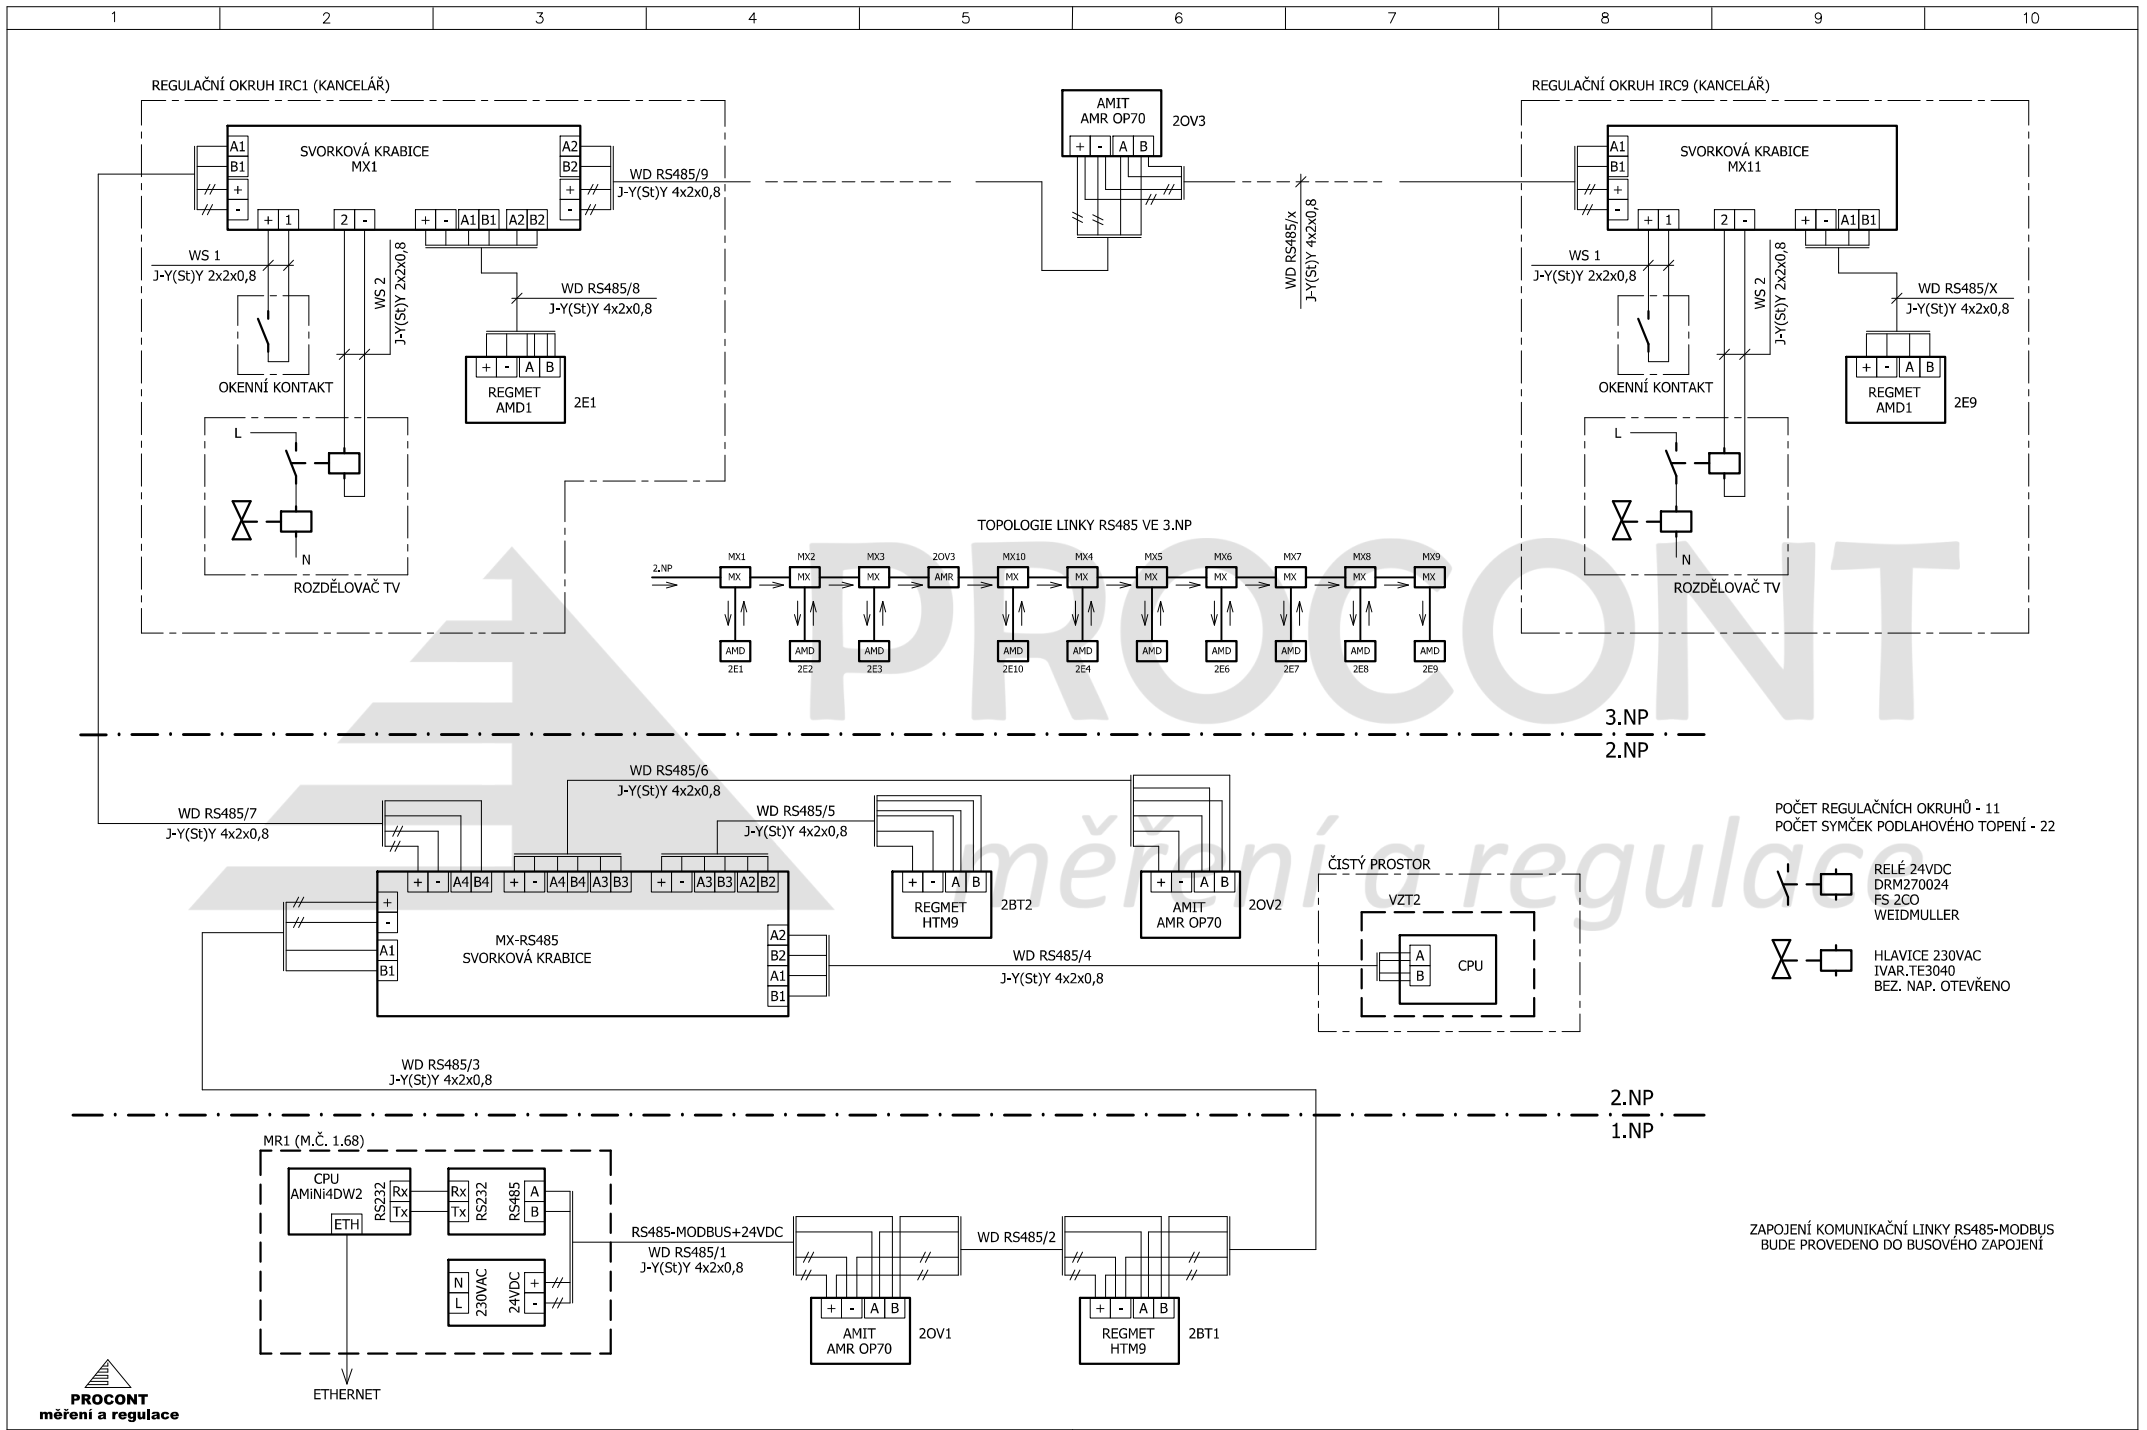 1 2 3 4 5 6 7 8 9 10
REGULAČNÍ OKRUH IRC1 (KANCELÁŘ)
A1
B1
+
-
SVORKOVÁ KRABICE
MX1
A2
B2
+
-
+ 1 2 - + - A1 B1 A2 B2
WS 1
J-Y(St)Y 2x2x0,8
WS 2
J-Y(St)Y 2x2x0,8
WD RS485/8
J-Y(St)Y 4x2x0,8
OKENNÍ KONTAKT
+ - A B
REGMET
AMD1
2E1
L
N
ROZDĚLOVAČ TV
WD RS485/9
J-Y(St)Y 4x2x0,8
AMIT
AMR OP70
2OV3
+ - A B
WD RS485/x
J-Y(St)Y 4x2x0,8
REGULAČNÍ OKRUH IRC9 (KANCELÁŘ)
A1
B1
+
-
SVORKOVÁ KRABICE
MX11
+ 1 2 - + - A1 B1
WS 1
J-Y(St)Y 2x2x0,8
WS 2
J-Y(St)Y 2x2x0,8
WD RS485/X
J-Y(St)Y 4x2x0,8
OKENNÍ KONTAKT
+ - A B
REGMET
AMD1
2E9
L
N
ROZDĚLOVAČ TV
TOPOLOGIE LINKY RS485 VE 3.NP
2.NP MX1 MX2 MX3 2OV3 MX10 MX4 MX5 MX6 MX7 MX8 MX9
MX MX MX AMR MX MX MX MX MX MX MX
AMD AMD AMD AMD AMD AMD AMD AMD AMD AMD
2E1 2E2 2E3 2E10 2E4 2E6 2E7 2E8 2E9
PROCONT
měření a regulace
3.NP
2.NP
WD RS485/7
J-Y(St)Y 4x2x0,8
WD RS485/6
J-Y(St)Y 4x2x0,8
WD RS485/5
J-Y(St)Y 4x2x0,8
+ - A4 B4 + - A4 B4 A3 B3 + - A3 B3 A2 B2
+
-
A1
B1
MX-RS485
SVORKOVÁ KRABICE
A2
B2
A1
B1
+ - A B
REGMET
HTM9
2BT2
+ - A B
AMIT
AMR OP70
2OV2
WD RS485/4
J-Y(St)Y 4x2x0,8
ČISTÝ PROSTOR
VZT2
A
B
CPU
POČET REGULAČNÍCH OKRUHŮ - 11
POČET SYMČEK PODLAHOVÉHO TOPENÍ - 22
RELÉ 24VDC
DRM270024
FS 2CO
WEIDMULLER
HLAVICE 230VAC
IVAR.TE3040
BEZ. NAP. OTEVŘENO
WD RS485/3
J-Y(St)Y 4x2x0,8
2.NP
1.NP
MR1 (M.Č. 1.68)
CPU
AMiNi4DW2
ETH
RS232
Rx
Tx
Rx
Tx
RS232
RS485
A
B
N
L
230VAC
24VDC
+
-
ETHERNET
RS485-MODBUS+24VDC
WD RS485/1
J-Y(St)Y 4x2x0,8
+ - A B
AMIT
AMR OP70
2OV1
WD RS485/2
+ - A B
REGMET
HTM9
2BT1
ZAPOJENÍ KOMUNIKAČNÍ LINKY RS485-MODBUS
BUDE PROVEDENO DO BUSOVÉHO ZAPOJENÍ
PROCONT
měření a regulace